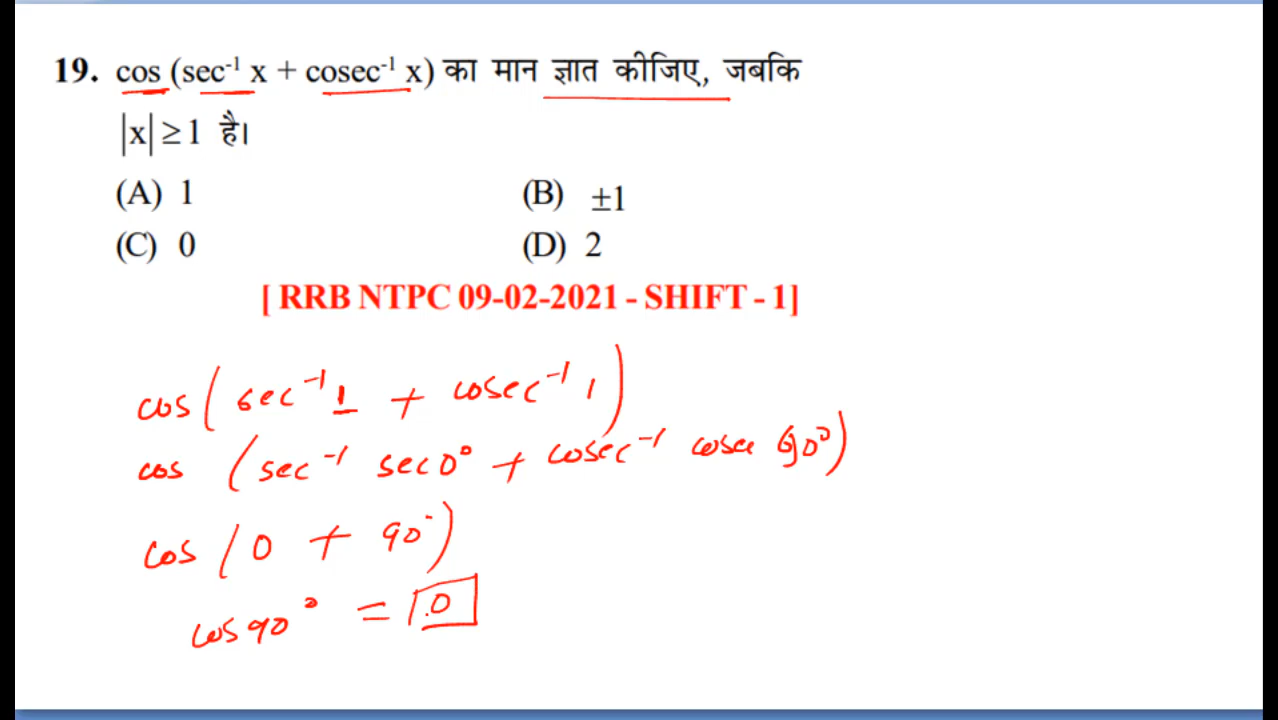 19. cos (sec⁻¹ x + cosec⁻¹ x) का मान ज्ञात कीजिए, जबकि
|x| ≥ 1 है।
(A) 1 (B) ±1
(C) 0 (D) 2
[ RRB NTPC 09-02-2021 - SHIFT - 1]
cos ( sec⁻¹ 1 + cosec⁻¹ 1 )
cos ( sec⁻¹ sec 0° + cosec⁻¹ cosec 90° )
cos ( 0 + 90° )
cos 90° = 0